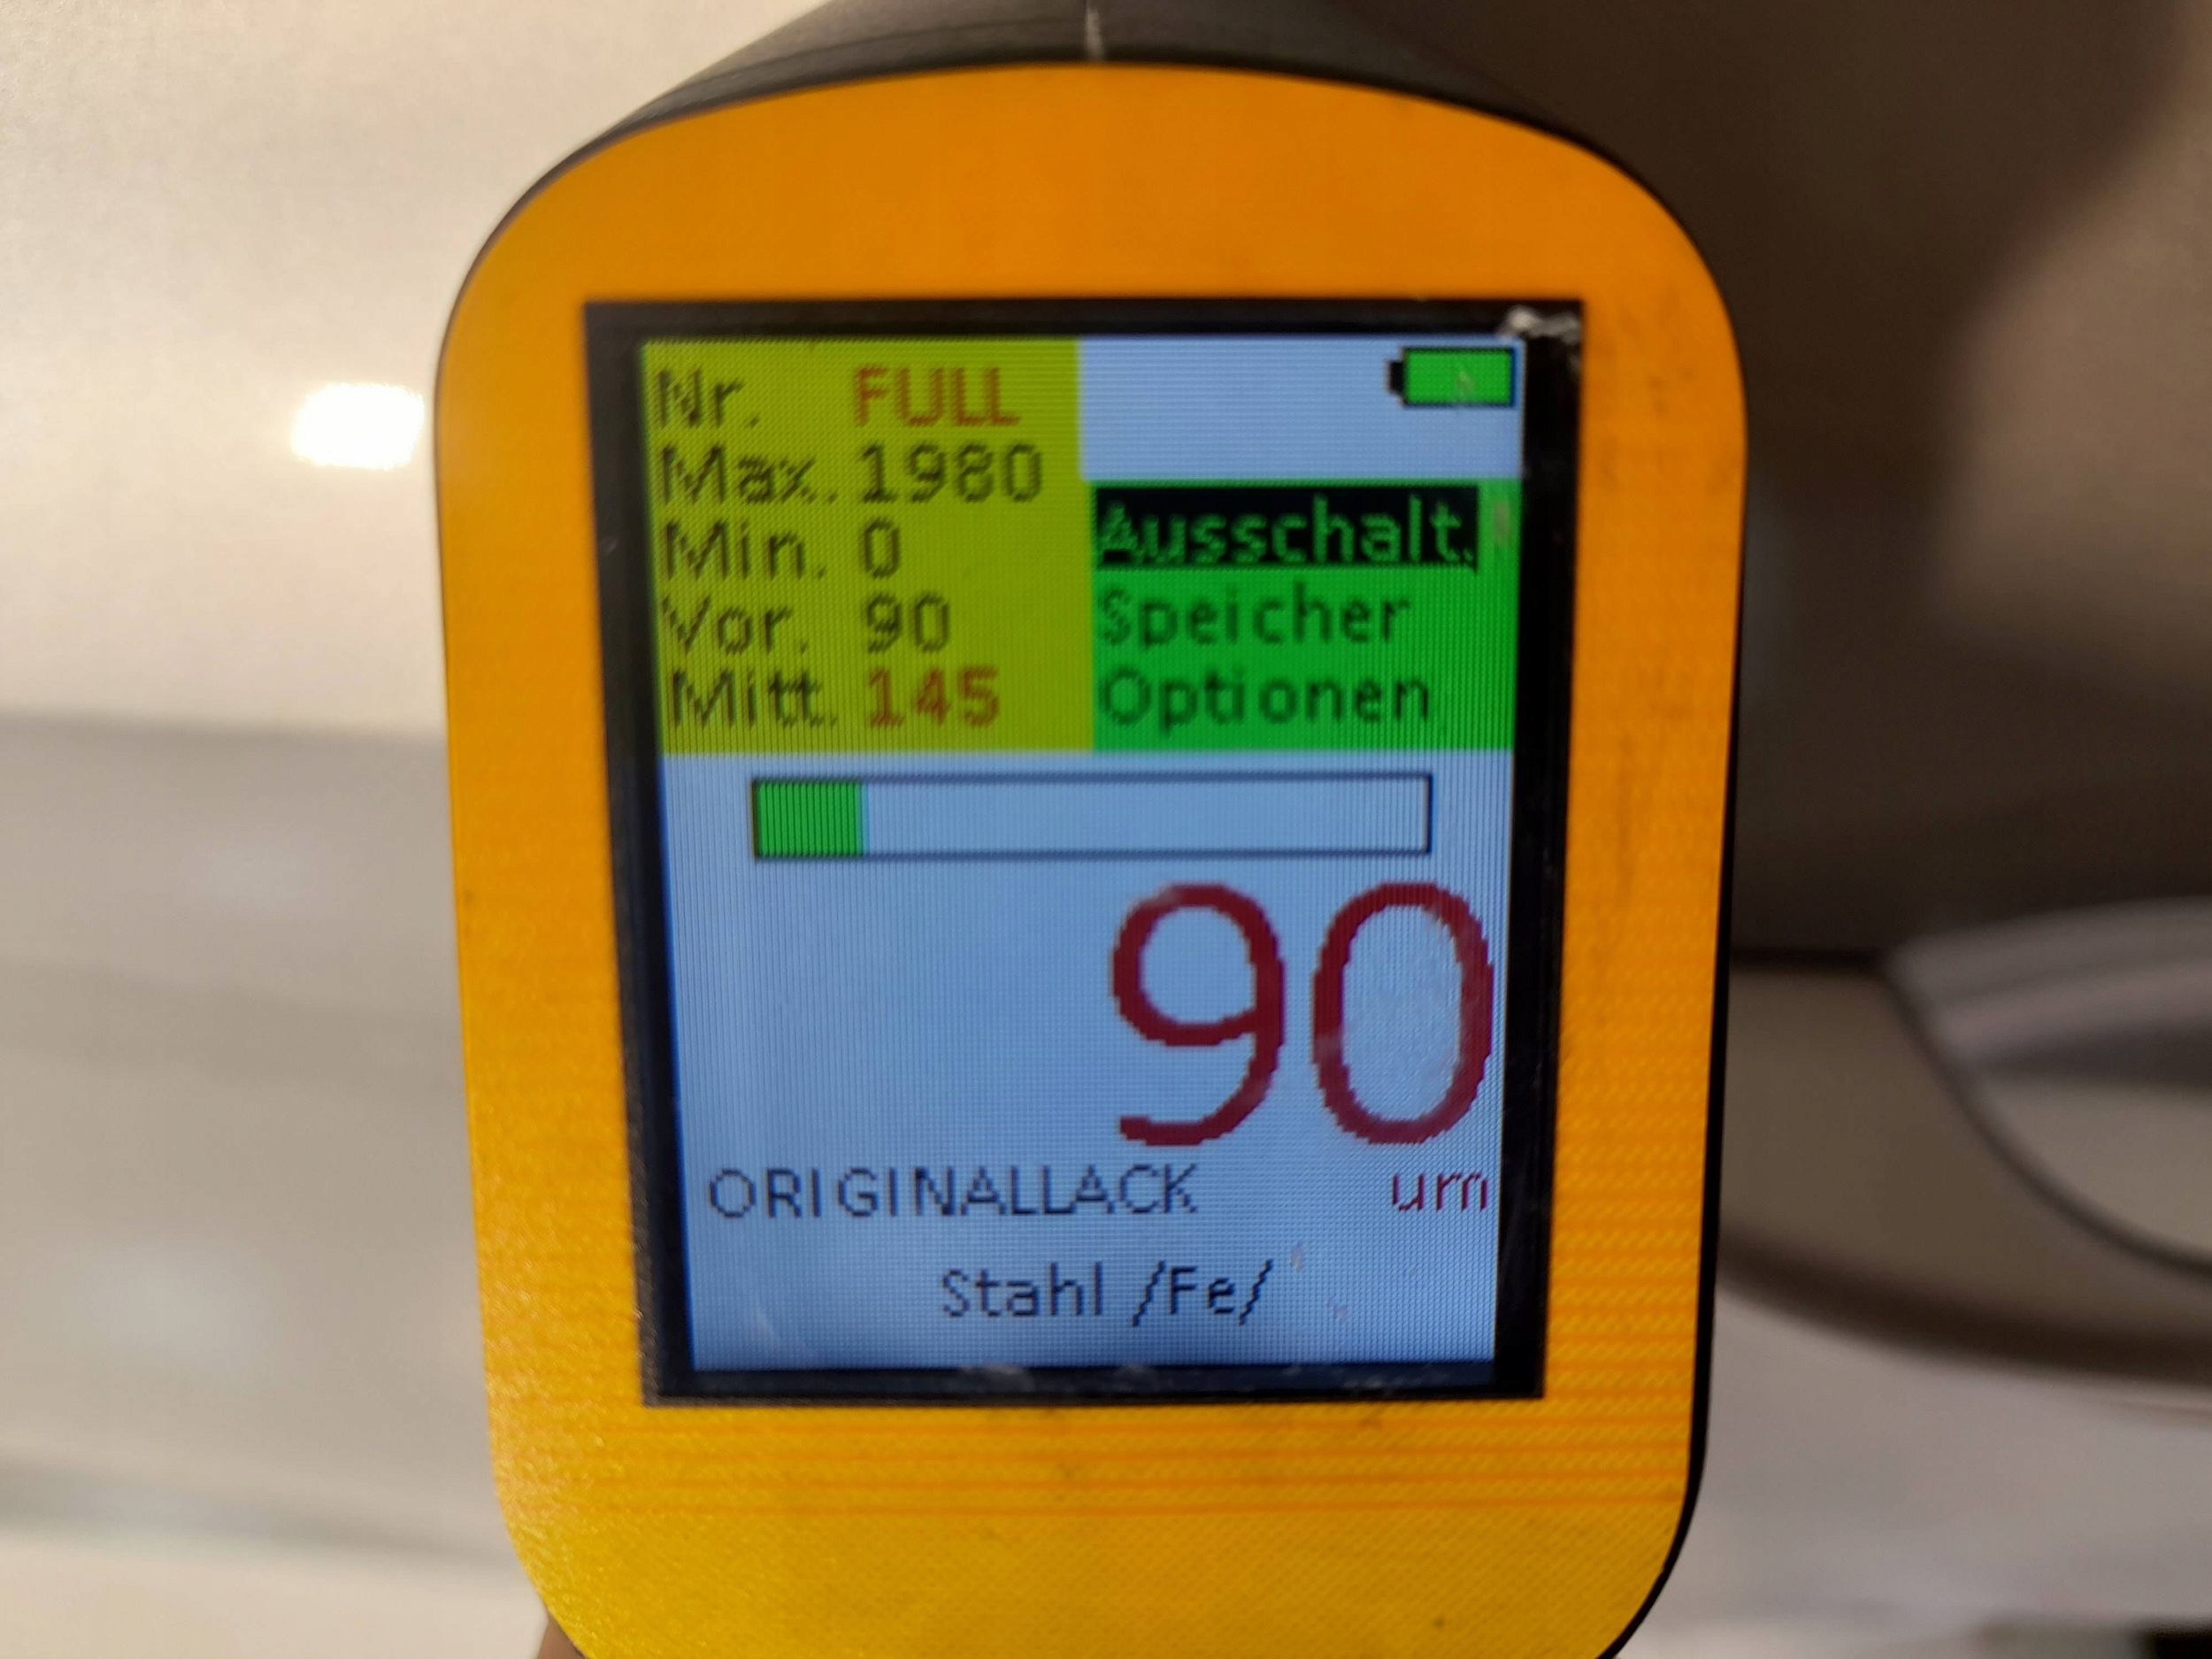 Nr. FULL
Max. 1980
Min. 0
Vor. 90
Mitt. 145
Ausschalt.
Speicher
Optionen
90
ORIGINALLACK um
Stahl /Fe/